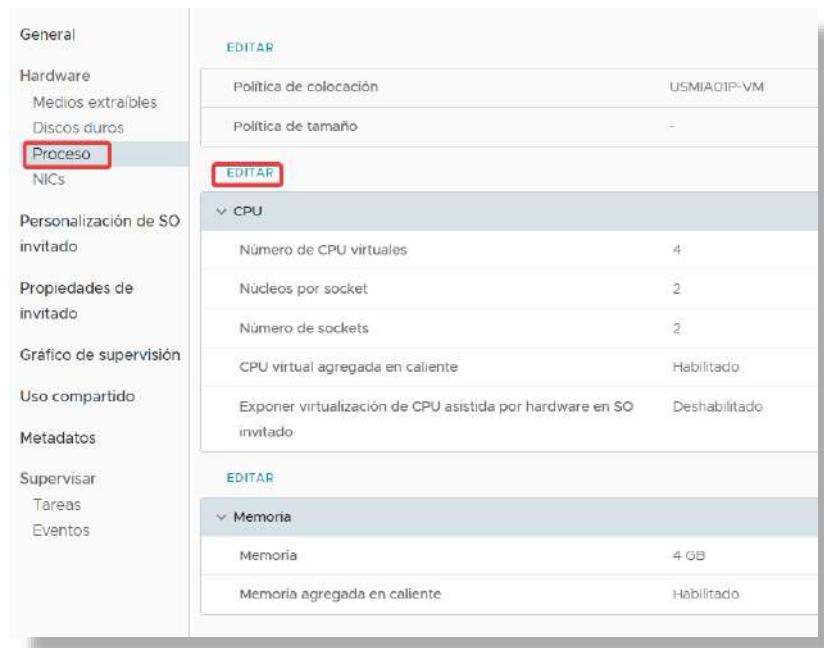 General
Hardware
Medios extraíbles
Discos duros
Proceso
NICs
Personalización de SO
invitado
Propiedades de
invitado
Gráfico de supervisión
Uso compartido
Metadatos
Supervisar
Tareas
Eventos
EDITAR
Política de colocación USMIA01P-VM
Política de tamaño -
EDITAR
CPU
Número de CPU virtuales 4
Núcleos por socket 2
Número de sockets 2
CPU virtual agregada en caliente Habilitado
Exponer virtualización de CPU asistida por hardware en SO Deshabilitado
invitado
EDITAR
Memoria
Memoria 4 GB
Memoria agregada en caliente Habilitado